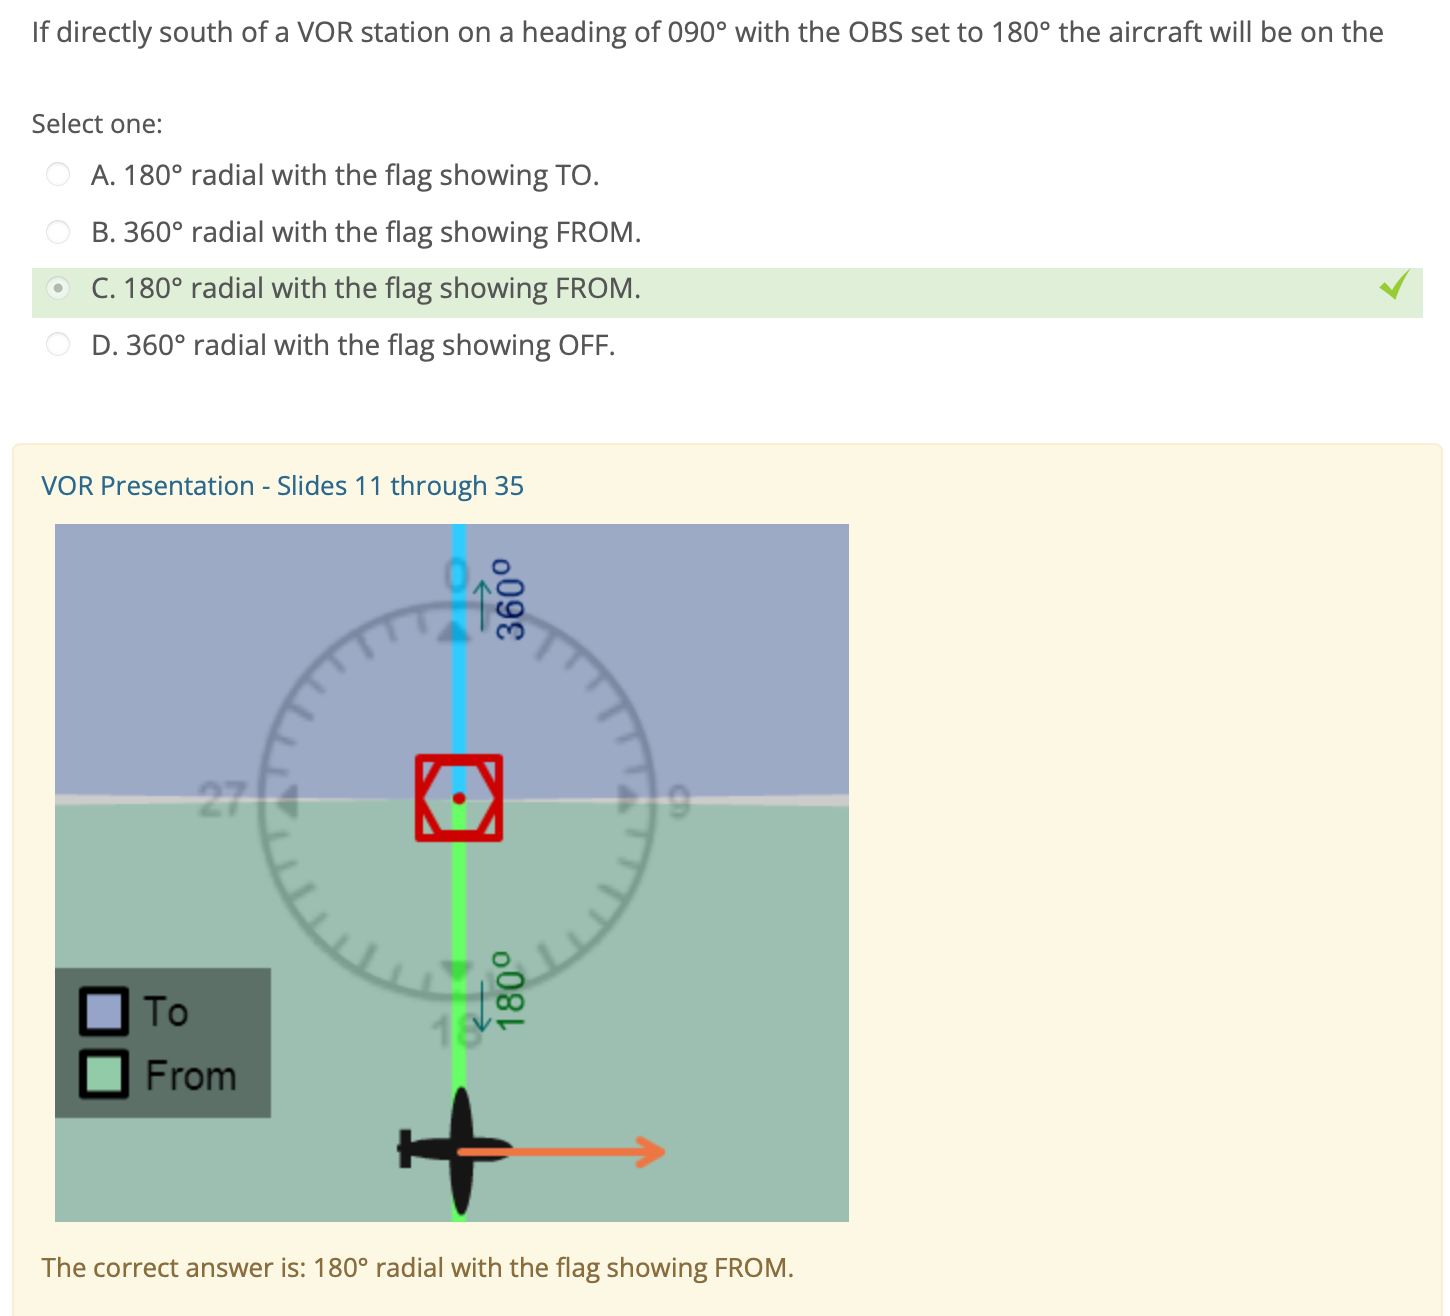 If directly south of a VOR station on a heading of 090° with the OBS set to 180° the aircraft will be on the
Select one:
A. 180° radial with the flag showing TO.
B. 360° radial with the flag showing FROM.
C. 180° radial with the flag showing FROM.
D. 360° radial with the flag showing OFF.
VOR Presentation - Slides 11 through 35
0
360°
27
9
180°
18
To
From
The correct answer is: 180° radial with the flag showing FROM.